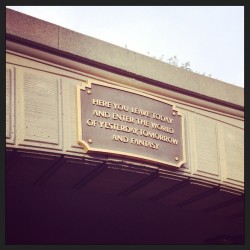 HERE YOU LEAVE TODAY
AND ENTER THE WORLD
OF YESTERDAY, TOMORROW
AND FANTASY